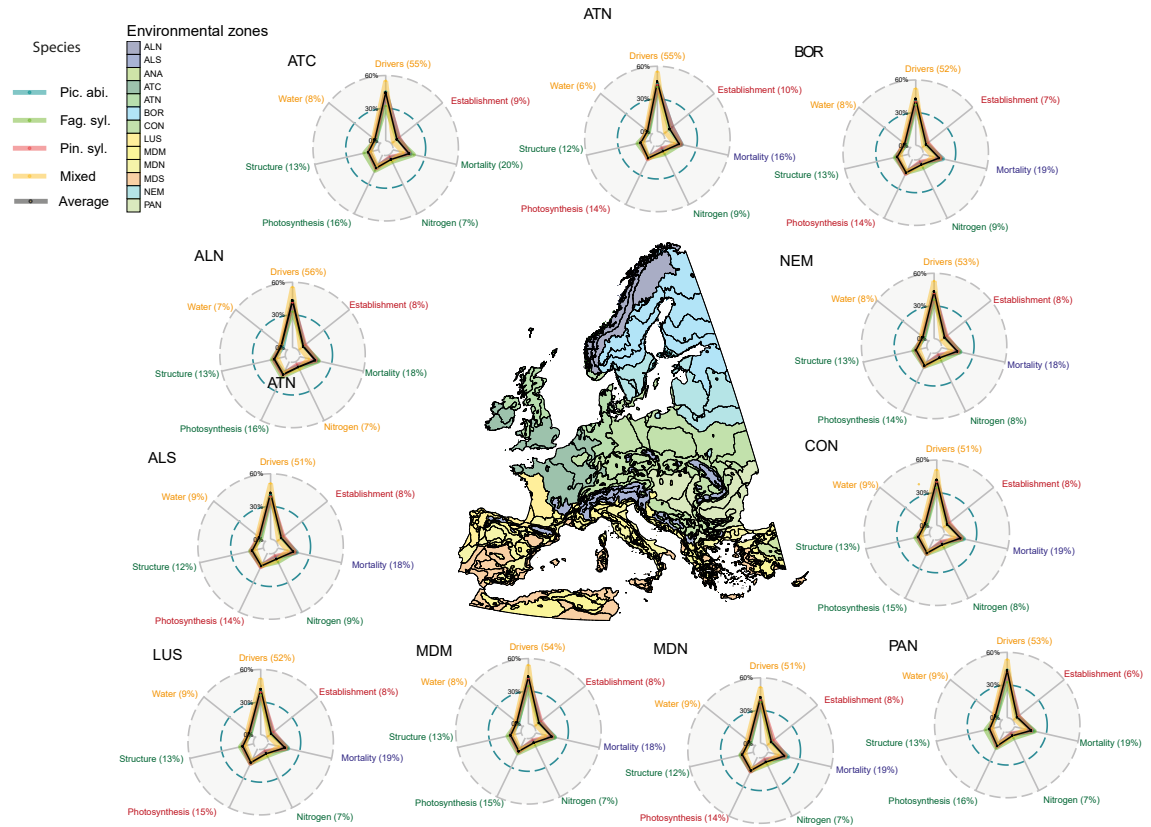 Species
Pic. abi.
Fag. syl.
Pin. syl.
Mixed
Average
Environmental zones
ALN
ALS
ANA
ATC
ATN
BOR
CON
LUS
MDM
MDN
MDS
NEM
PAN
ATC
Drivers (55%)
60%
Water (8%)
Establishment (9%)
30%
0%
Structure (13%)
Mortality (20%)
Photosynthesis (16%)
Nitrogen (7%)
ATN
Drivers (55%)
60%
Water (6%)
Establishment (10%)
30%
0%
Structure (12%)
Mortality (16%)
Photosynthesis (14%)
Nitrogen (9%)
BOR
Drivers (52%)
60%
Water (8%)
Establishment (7%)
30%
0%
Structure (13%)
Mortality (19%)
Photosynthesis (14%)
Nitrogen (9%)
ALN
Drivers (56%)
60%
Water (7%)
Establishment (8%)
30%
0%
Structure (13%)
Mortality (18%)
ATN
Photosynthesis (16%)
Nitrogen (7%)
NEM
Drivers (53%)
60%
Water (8%)
Establishment (8%)
30%
0%
Structure (13%)
Mortality (18%)
Photosynthesis (14%)
Nitrogen (8%)
ALS
Drivers (51%)
60%
Water (9%)
Establishment (8%)
30%
0%
Structure (12%)
Mortality (18%)
Photosynthesis (14%)
Nitrogen (9%)
CON
Drivers (51%)
60%
Water (9%)
Establishment (8%)
30%
0%
Structure (13%)
Mortality (19%)
Photosynthesis (15%)
Nitrogen (8%)
LUS
Drivers (52%)
60%
Water (9%)
Establishment (8%)
30%
0%
Structure (13%)
Mortality (19%)
Photosynthesis (15%)
Nitrogen (7%)
MDM
Drivers (54%)
60%
Water (8%)
Establishment (8%)
30%
0%
Structure (13%)
Mortality (18%)
Photosynthesis (15%)
Nitrogen (7%)
MDN
Drivers (51%)
60%
Water (9%)
Establishment (8%)
30%
0%
Structure (12%)
Mortality (19%)
Photosynthesis (14%)
Nitrogen (7%)
PAN
Drivers (53%)
60%
Water (9%)
Establishment (6%)
30%
0%
Structure (13%)
Mortality (19%)
Photosynthesis (16%)
Nitrogen (7%)